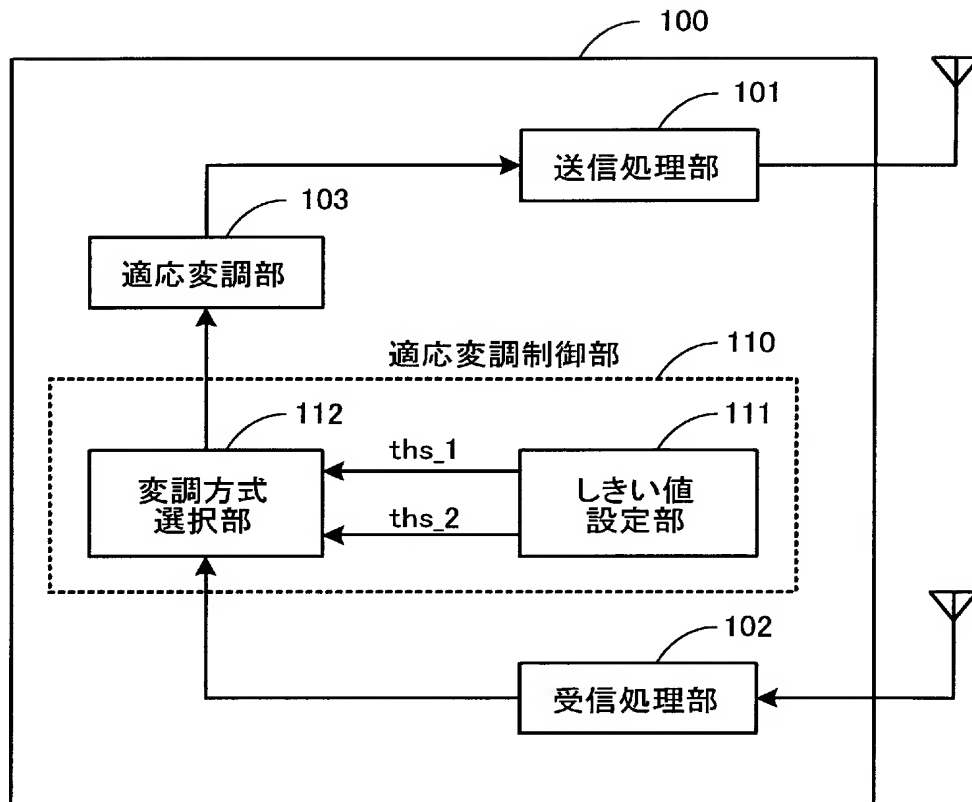 100
101
送信処理部
103
適応変調部
適応変調制御部
110
112
変調方式
選択部
ths_1
ths_2
111
しきい値
設定部
102
受信処理部